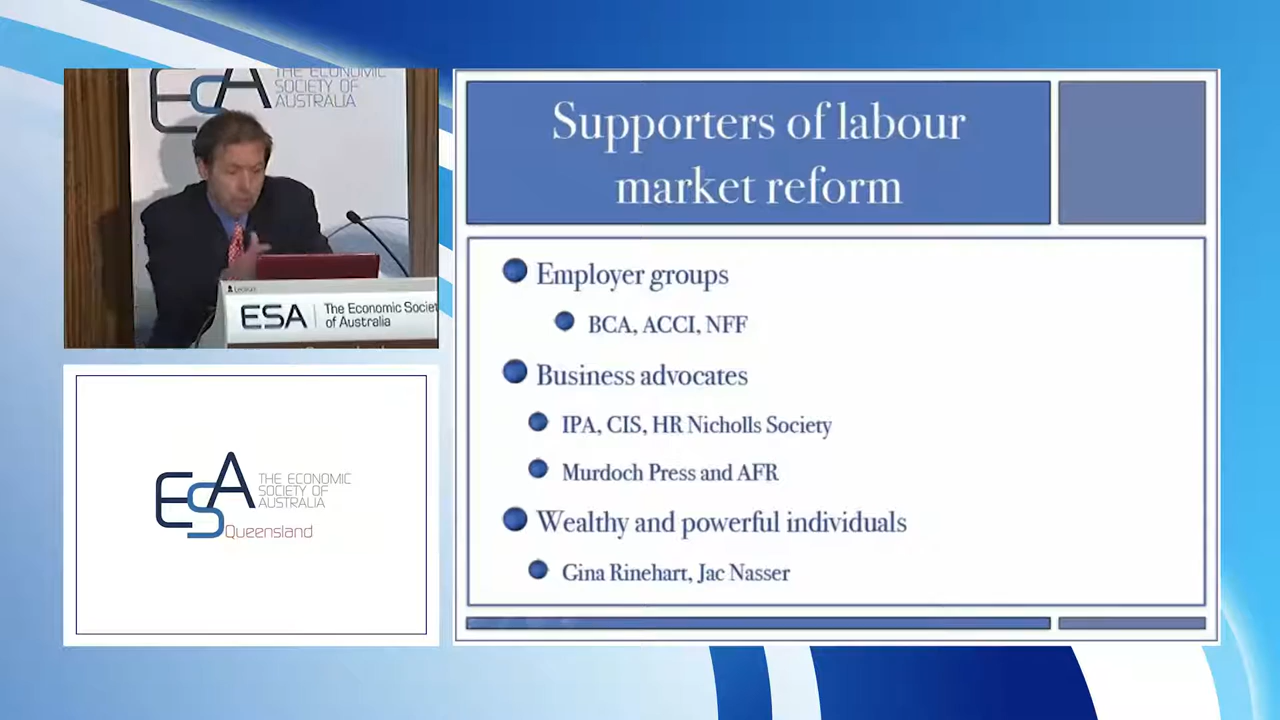 ESA
THE ECONOMIC
SOCIETY OF
AUSTRALIA
ESA
The Economic Societ
of Australia
Supporters of labour
market reform
Employer groups
BCA, ACCI, NFF
Business advocates
IPA, CIS, HR Nicholls Society
Murdoch Press and AFR
Wealthy and powerful individuals
Gina Rinehart, Jac Nasser
ESA
THE ECONOMIC
SOCIETY OF
AUSTRALIA
Queensland